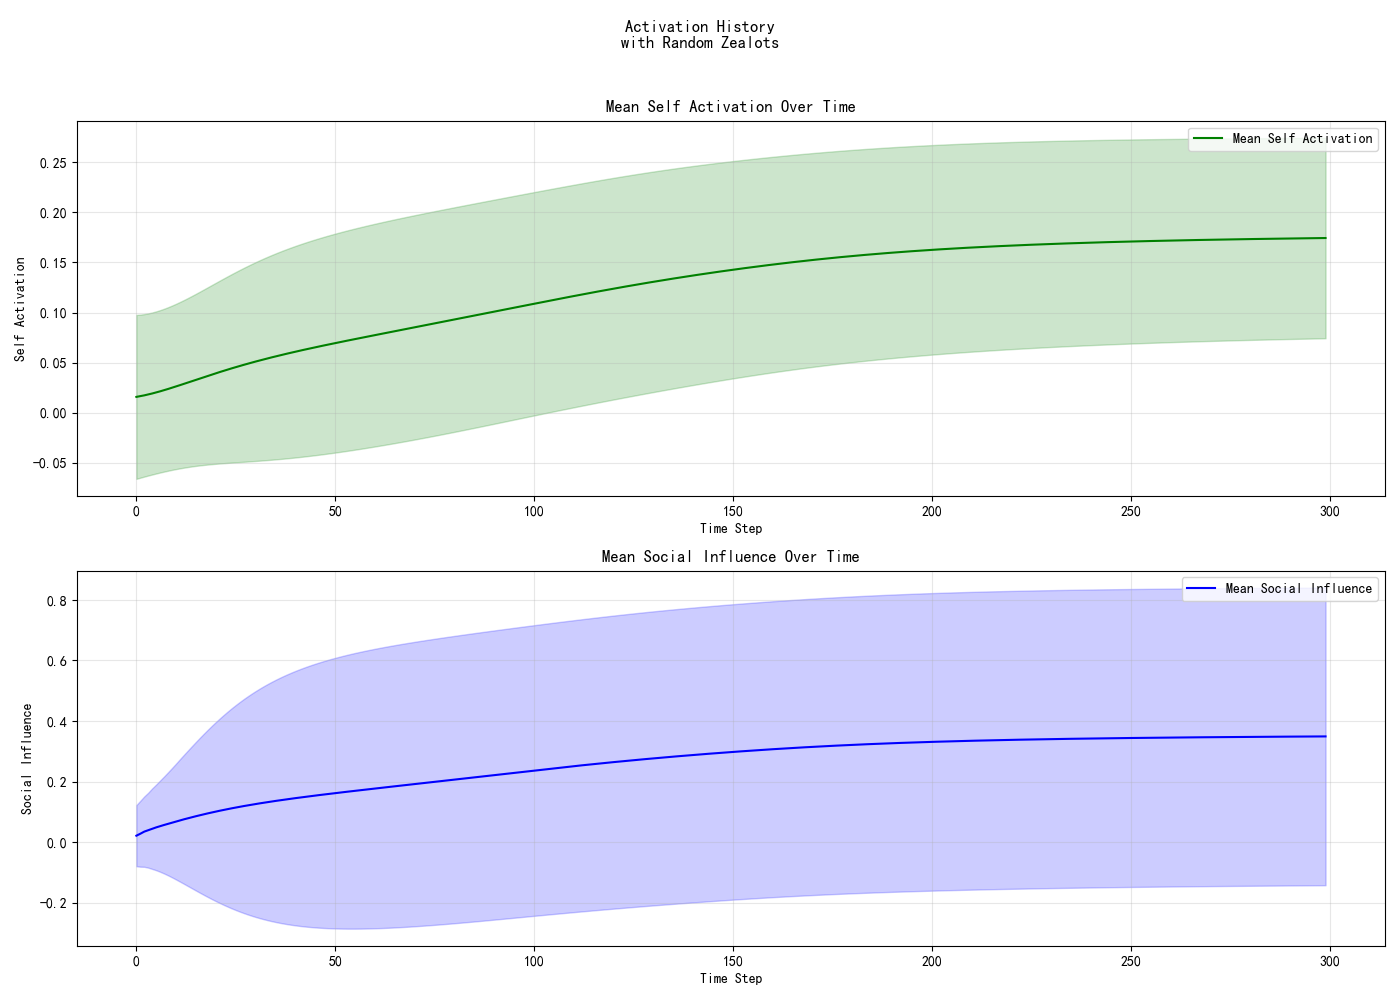 Activation History
with Random Zealots
Mean Self Activation Over Time
Mean Self Activation
Self Activation
0.25
0.20
0.15
0.10
0.05
0.00
−0.05
0
50
100
150
200
250
300
Time Step
Mean Social Influence Over Time
Mean Social Influence
Social Influence
0.8
0.6
0.4
0.2
0.0
−0.2
0
50
100
150
200
250
300
Time Step